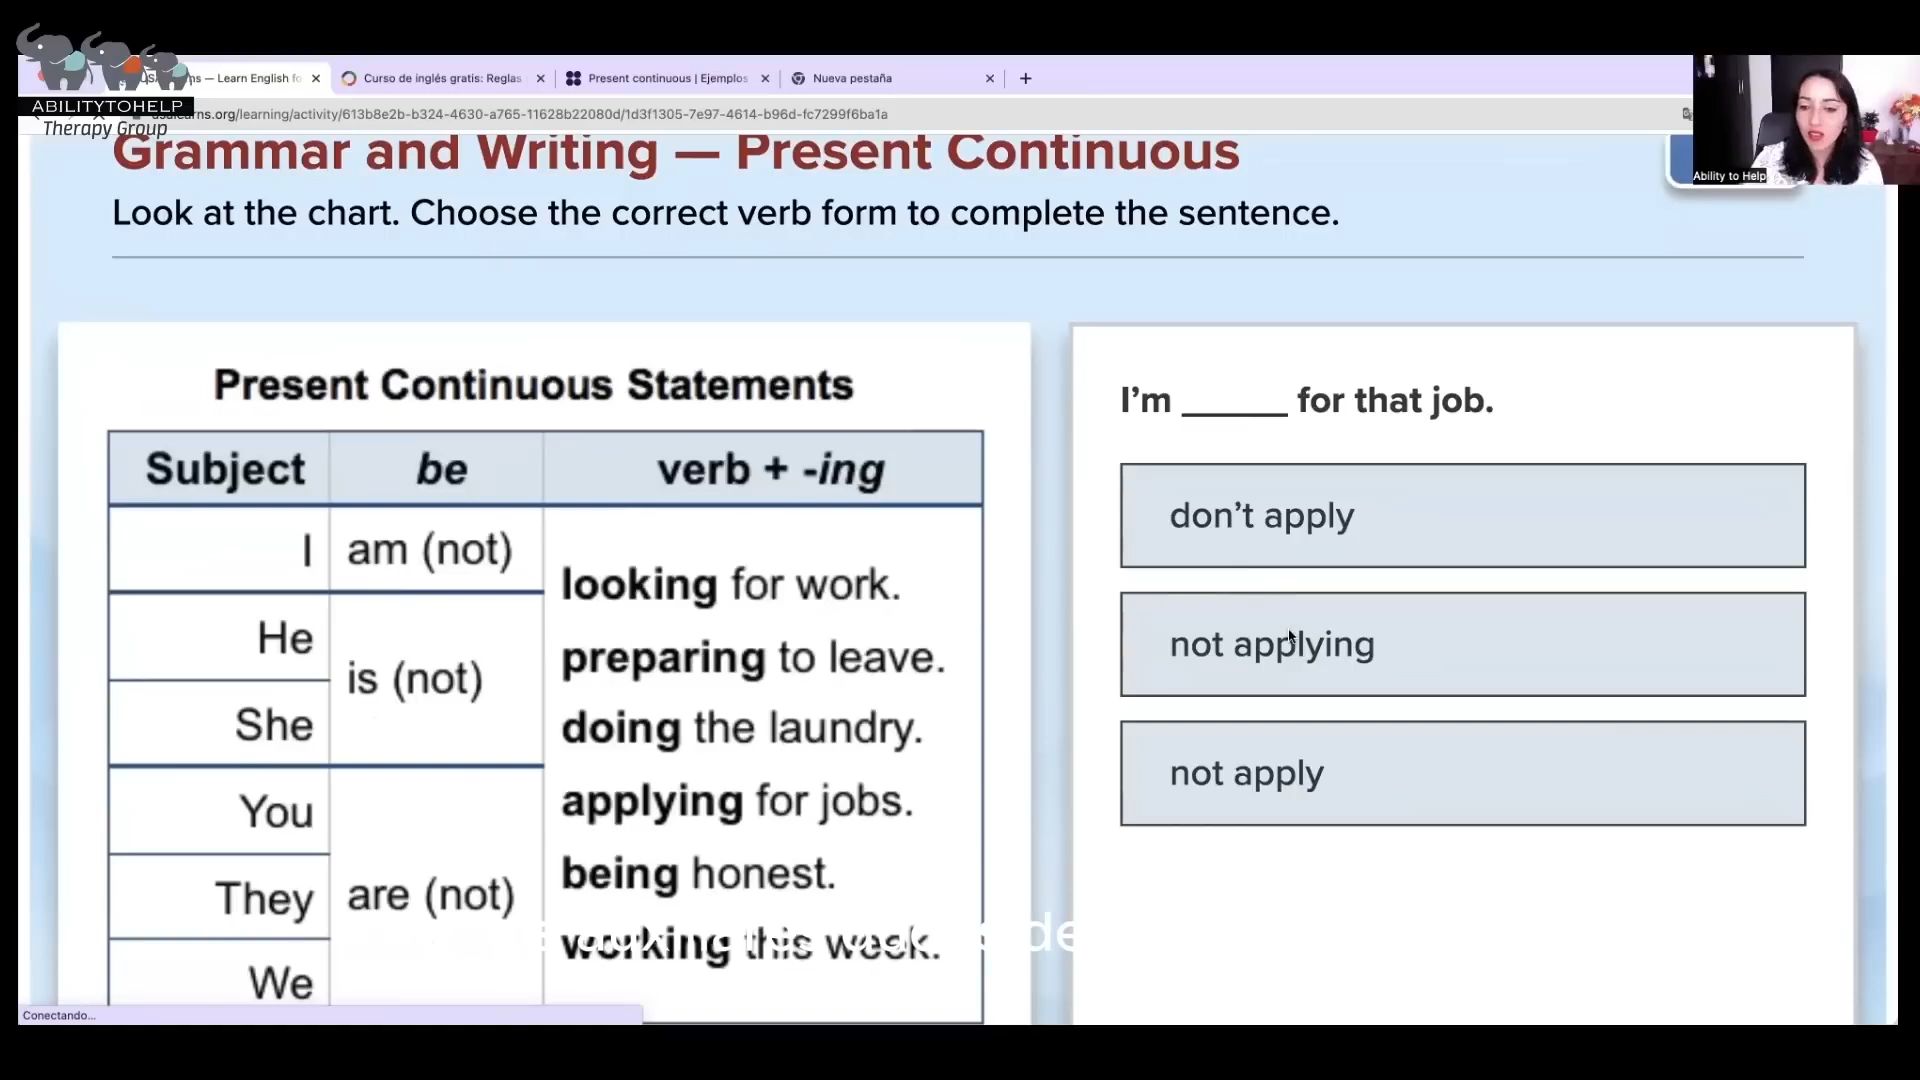 ABILITYTOHELP
Therapy Group
— Learn English fo
Curso de inglés gratis: Reglas
Present continuous | Ejemplos
Nueva pestaña
usalearns.org/learning/activity/613b8e2b-b324-4630-a765-11628b22080d/1d3f1305-7e97-4614-b96d-fc7299f6ba1a
Ability to Help
Grammar and Writing — Present Continuous
Look at the chart. Choose the correct verb form to complete the sentence.
Present Continuous Statements
Subject be verb + -ing
I am (not)
looking for work.
He
preparing to leave.
is (not)
She
doing the laundry.
You
applying for jobs.
being honest.
They are (not)
working this week.
We
I’m ______ for that job.
don’t apply
not applying
not apply
Conectando...